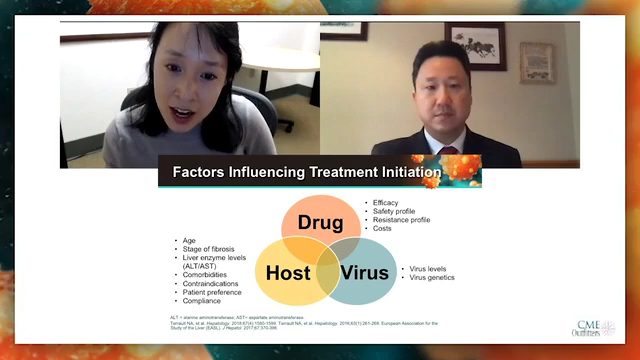 Factors Influencing Treatment Initiation
Drug
• Efficacy
• Safety profile
• Resistance profile
• Costs
• Age
• Stage of fibrosis
• Liver enzyme levels
(ALT/AST)
• Comorbidities
• Contraindications
• Patient preference
• Compliance
Host
Virus
• Virus levels
• Virus genetics
ALT = alanine aminotransferase; AST= aspartate aminotransferase
Terrault NA, et al. Hepatology. 2018;67(4):1560-1599. Terrault NA, et al. Hepatology. 2016;63(1):261-283. European Association for the
Study of the Liver (EASL). J Hepatol. 2017;67:370-398.
CME
Outfitters